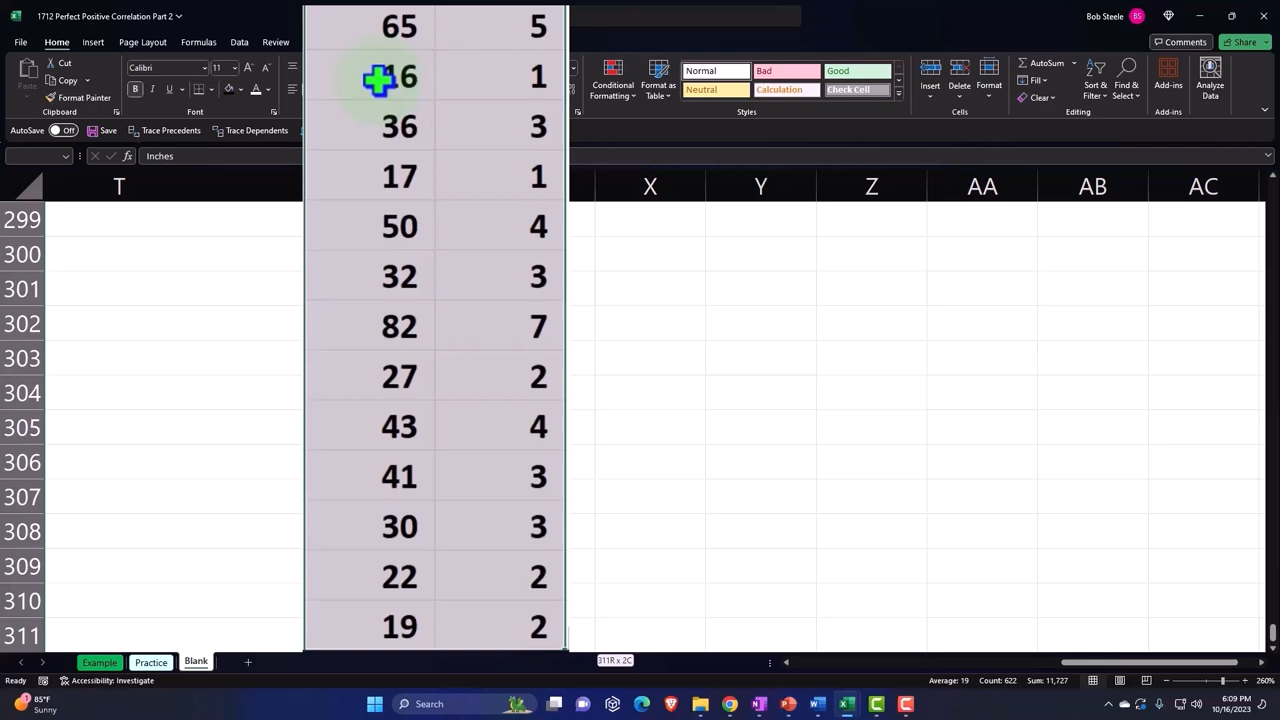 1712 Perfect Positive Correlation Part 2
Bob Steele BS
File Home Insert Page Layout Formulas Data Review
Comments Share
Cut
Copy
Format Painter
Clipboard
Calibri 11
Font
Normal Bad Good
Neutral Calculation Check Cell
Styles
Conditional Formatting
Format as Table
Insert Delete Format
Cells
AutoSum
Fill
Clear
Editing
Add-ins
Add-ins
Analyze Data
AutoSave Off Save Trace Precedents Trace Dependents
fx Inches
T X Y Z AA AB AC
299
300
301
302
303
304
305
306
307
308
309
310
311
65 5
16 1
36 3
17 1
50 4
32 3
82 7
27 2
43 4
41 3
30 3
22 2
19 2
Example Practice Blank
311R x 2C
Ready Accessibility: Investigate Average: 19 Count: 622 Sum: 11,727 260%
85°F
Sunny
Search
6:09 PM
10/16/2023